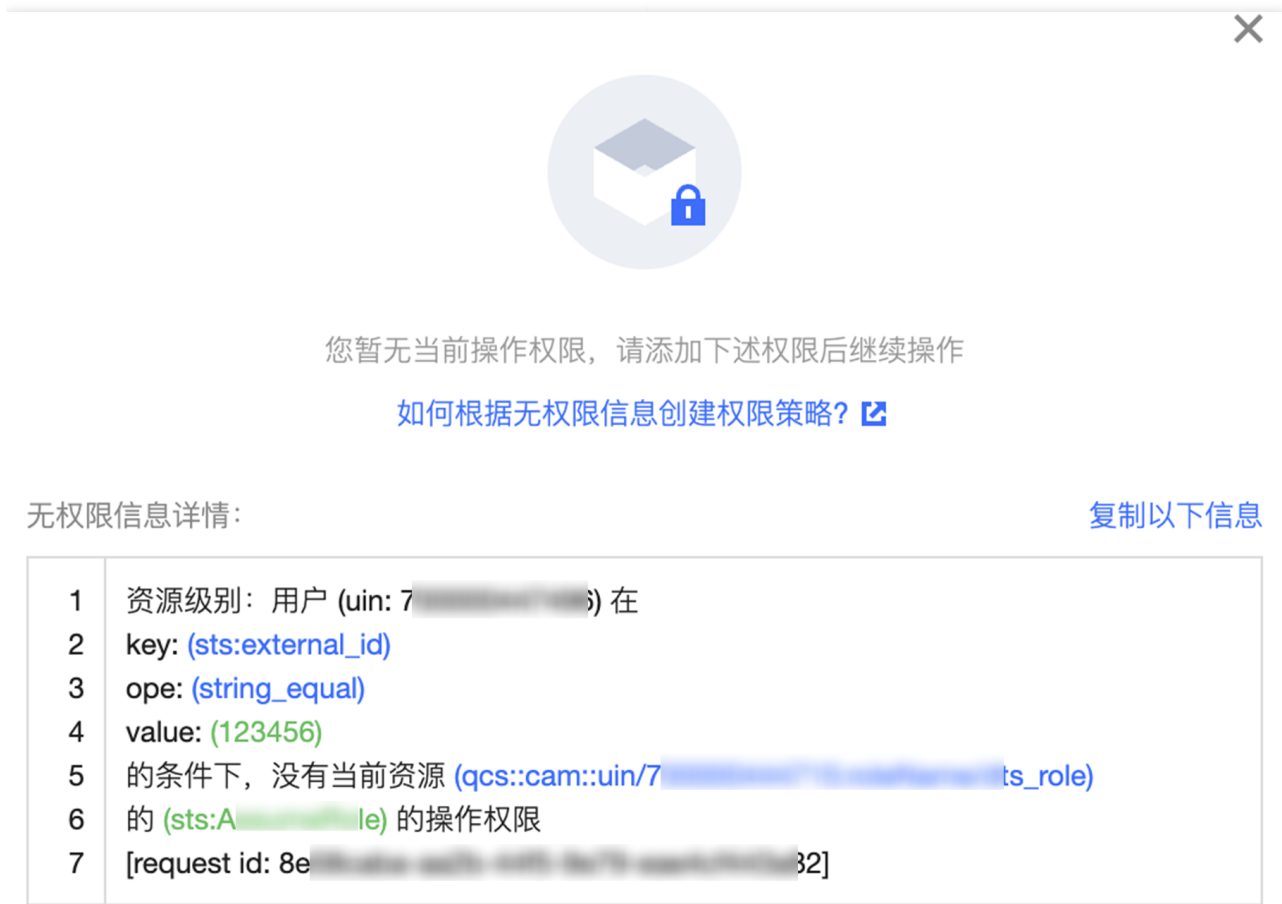 您暂无当前操作权限，请添加下述权限后继续操作
如何根据无权限信息创建权限策略?
无权限信息详情:
复制以下信息
1 资源级别：用户 (uin: 7 6) 在
2 key: (sts:external_id)
3 ope: (string_equal)
4 value: (123456)
5 的条件下，没有当前资源 (qcs::cam::uin/7 ts_role)
6 的 (sts:A le) 的操作权限
7 [request id: 8e 32]